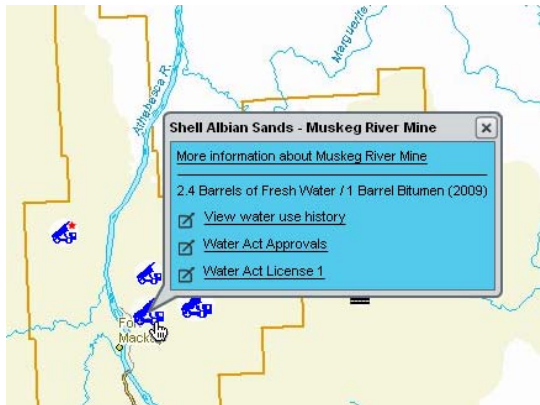 Athabasca R.
Marguerite
Shell Albian Sands - Muskeg River Mine
More information about Muskeg River Mine
2.4 Barrels of Fresh Water / 1 Barrel Bitumen (2009)
View water use history
Water Act Approvals
Water Act License 1